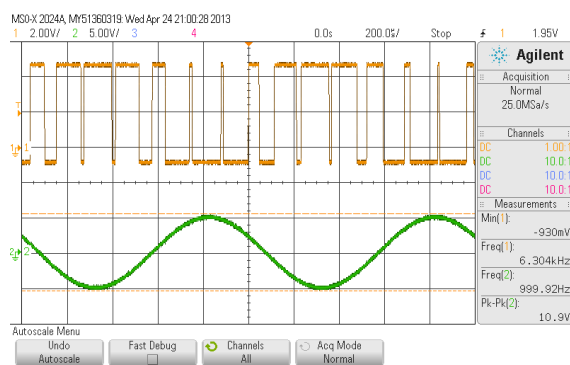 MSO-X 2024A, MY51360319: Wed Apr 24 21:00:28 2013
1 2.00V/ 2 5.00V/ 3 4 0.0s 200.0%/ Stop 1 1.95V
Agilent
Acquisition
Normal
25.0MSa/s
Channels
DC 1.00:1
DC 10.0:1
DC 10.0:1
DC 10.0:1
Measurements
Min(1):
-930mV
Freq(1):
6.304kHz
Freq(2):
999.92Hz
Pk-Pk(2):
10.9V
T
1 1
2 2
Autoscale Menu
Undo
Autoscale
Fast Debug
Channels
All
Acq Mode
Normal